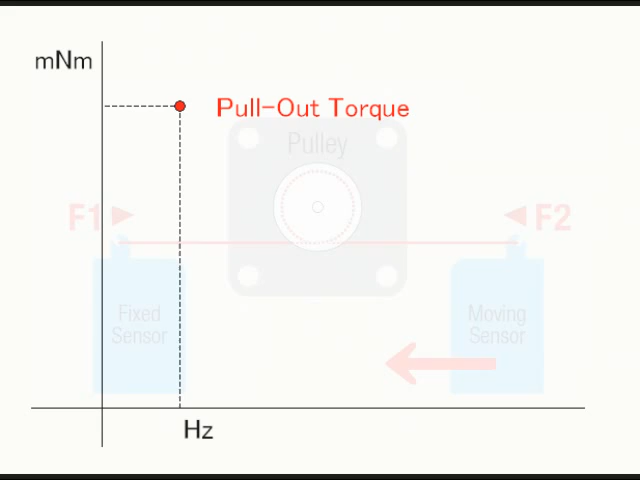 mNm
Pull-Out Torque
Pulley
F1
F2
Fixed
Sensor
Moving
Sensor
Hz